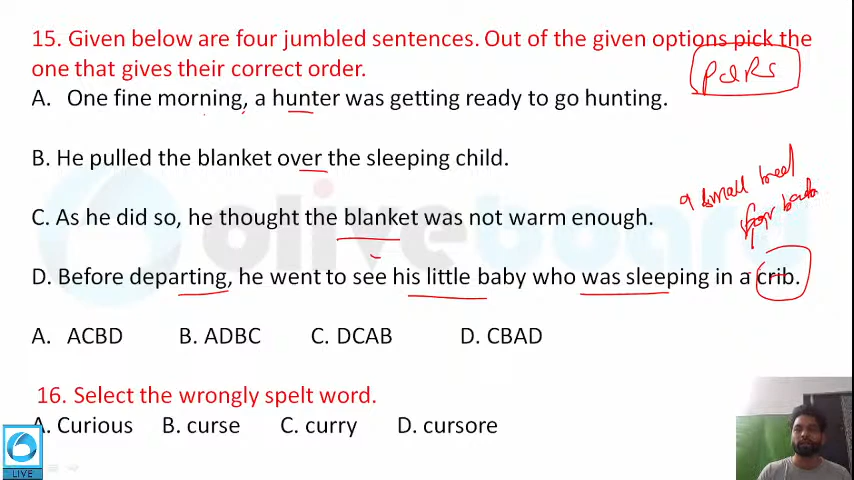 15. Given below are four jumbled sentences. Out of the given options pick the
one that gives their correct order.
PQRS
A. One fine morning, a hunter was getting ready to go hunting.
B. He pulled the blanket over the sleeping child.
a small bed
for
C. As he did so, he thought the blanket was not warm enough.
D. Before departing, he went to see his little baby who was sleeping in a crib.
A. ACBD B. ADBC C. DCAB D. CBAD
16. Select the wrongly spelt word.
A. Curious B. curse C. curry D. cursore
oliveboard
LIVE